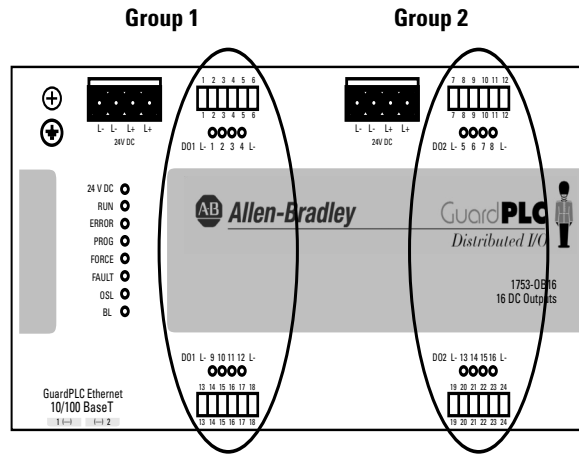 Group 1 Group 2
1 2 3 4 5 6 7 8 9 10 11 12
1 2 3 4 5 6 7 8 9 10 11 12
L- L- L+ L+ L- L- L+ L+
24V DC 24V DC
DO1 L- 1 2 3 4 L- DO2 L- 5 6 7 8 L-
24 V DC
RUN
ERROR
PROG
FORCE
FAULT
OSL
BL
AB Allen-Bradley
GuardPLC
Distributed I/O
1753-OB16
16 DC Outputs
DO1 L- 9 10 11 12 L- DO2 L- 13 14 15 16 L-
13 14 15 16 17 18 19 20 21 22 23 24
13 14 15 16 17 18 19 20 21 22 23 24
GuardPLC Ethernet
10/100 BaseT
1 (—) (—) 2